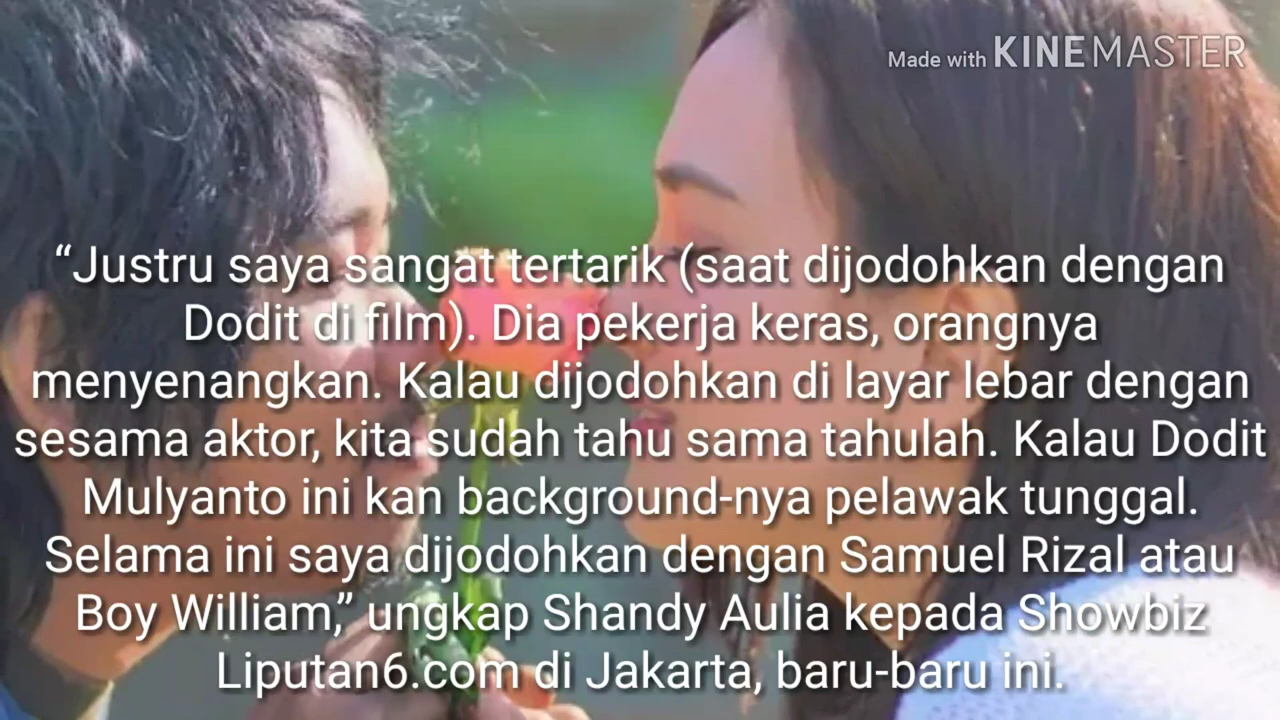 Made with KINEMASTER
“Justru saya sangat tertarik (saat dijodohkan dengan
Dodit di film). Dia pekerja keras, orangnya
menyenangkan. Kalau dijodohkan di layar lebar dengan
sesama aktor, kita sudah tahu sama tahulah. Kalau Dodit
Mulyanto ini kan background-nya pelawak tunggal.
Selama ini saya dijodohkan dengan Samuel Rizal atau
Boy William,” ungkap Shandy Aulia kepada Showbiz
Liputan6.com di Jakarta, baru-baru ini.